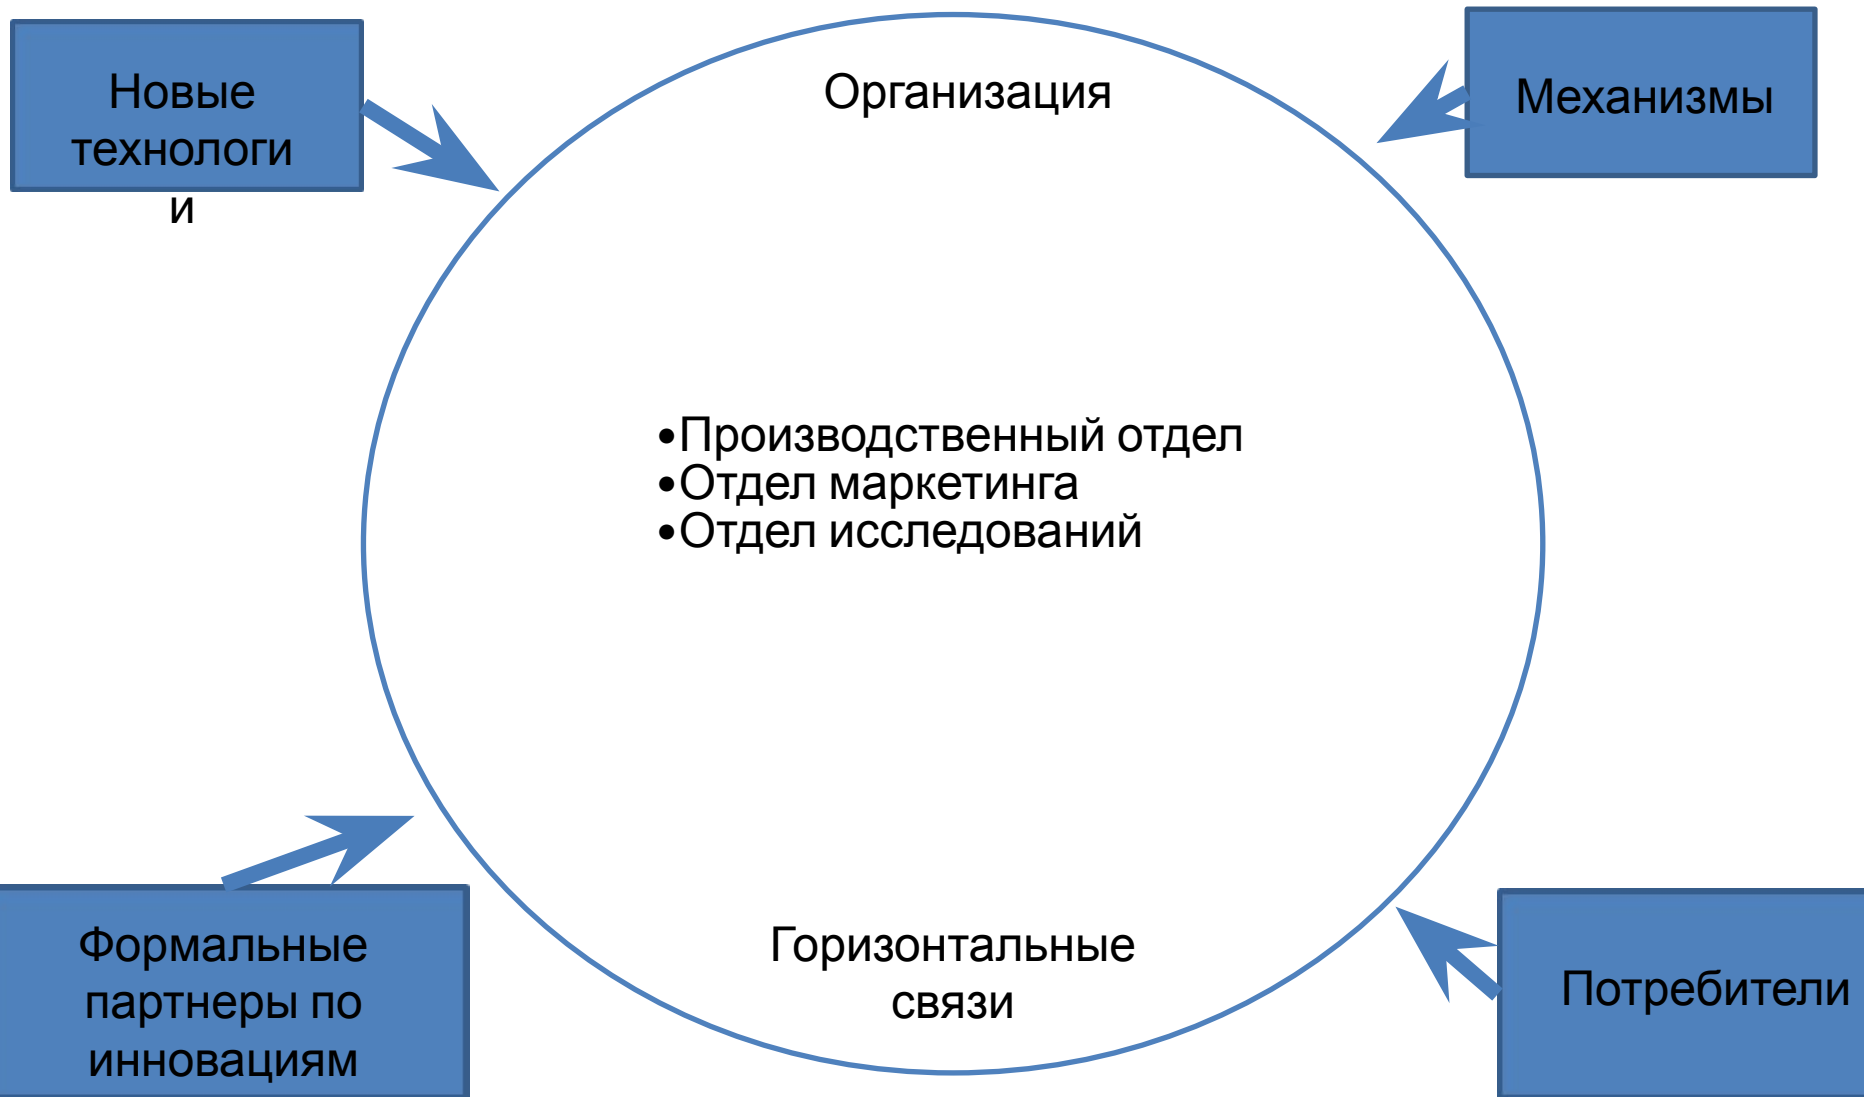 Новые
технологи
и
Организация
Механизмы
•Производственный отдел
•Отдел маркетинга
•Отдел исследований
Формальные
партнеры по
инновациям
Горизонтальные
связи
Потребители